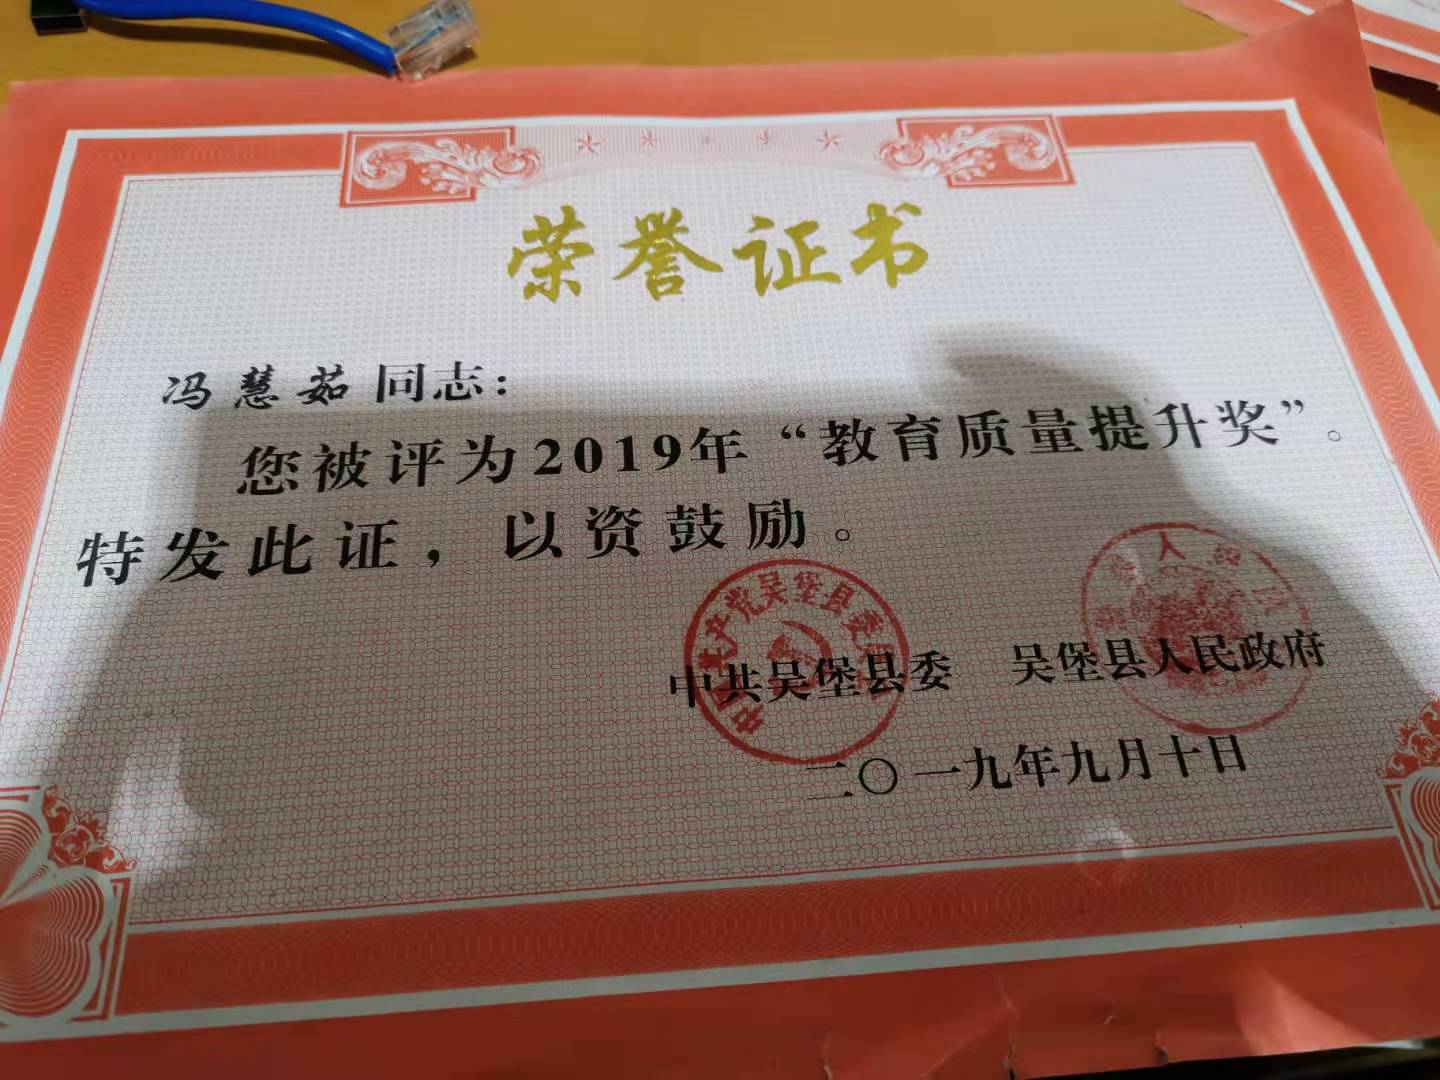 荣誉证书
冯慧茹同志：
您被评为2019年“教育质量提升奖”。
特发此证，以资鼓励。
中共吴堡县委 吴堡县人民政府
二〇一九年九月十日